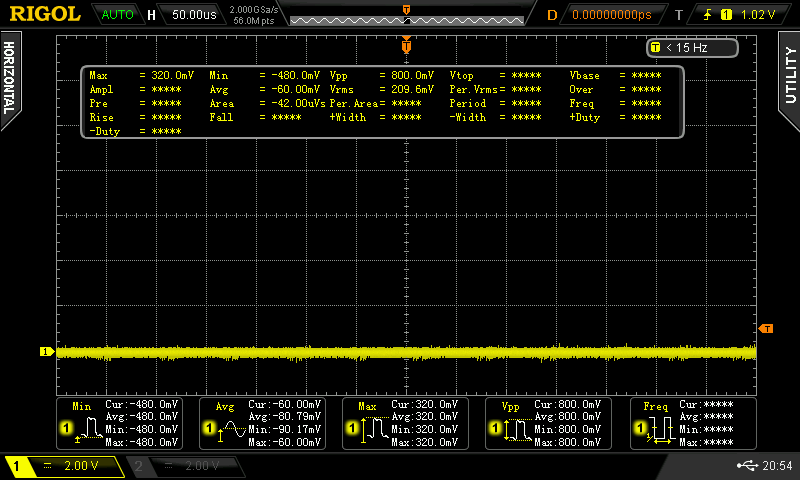 RIGOL AUTO H 50.00us 2.000GSa/s 56.0M pts T D 0.00000000ps T 1 1.02 V
HORIZONTAL
UTILITY
T
T < 15 Hz
Max = 320.0mV Min = -480.0mV Vpp = 800.0mV Vtop = ***** Vbase = *****
Ampl = ***** Avg = -60.00mV Vrms = 209.6mV Per.Vrms= ***** Over = *****
Pre = ***** Area = -42.00uVs Per.Area= ***** Period = ***** Freq = *****
Rise = ***** Fall = ***** +Width = ***** -Width = ***** +Duty = *****
-Duty = *****
T
1
Min Cur:-480.0mV
Avg:-480.0mV
1 Min:-480.0mV
Max:-480.0mV
Avg Cur:-60.00mV
Avg:-80.79mV
1 Min:-90.17mV
Max:-60.00mV
Max Cur:320.0mV
Avg:320.0mV
1 Min:320.0mV
Max:320.0mV
Vpp Cur:800.0mV
Avg:800.0mV
1 Min:800.0mV
Max:800.0mV
Freq Cur:*****
Avg:*****
1 Min:*****
Max:*****
1 = 2.00 V 2 = 2.00 V 20:54